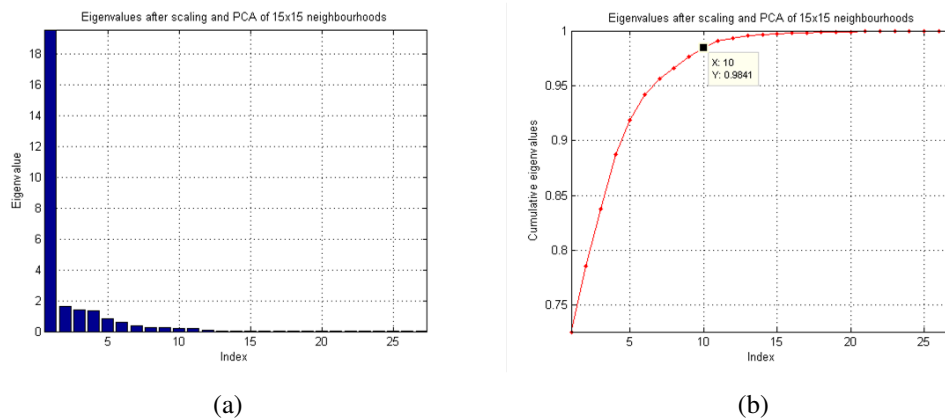 Eigenvalues after scaling and PCA of 15x15 neighbourhoods
18
16
14
12
10
8
6
4
2
0
5
10
15
20
25
Eigenvalue
Index
(a)
Eigenvalues after scaling and PCA of 15x15 neighbourhoods
1
0.95
0.9
0.85
0.8
0.75
5
10
15
20
25
X: 10
Y: 0.9841
Cumulative eigenvalues
Index
(b)